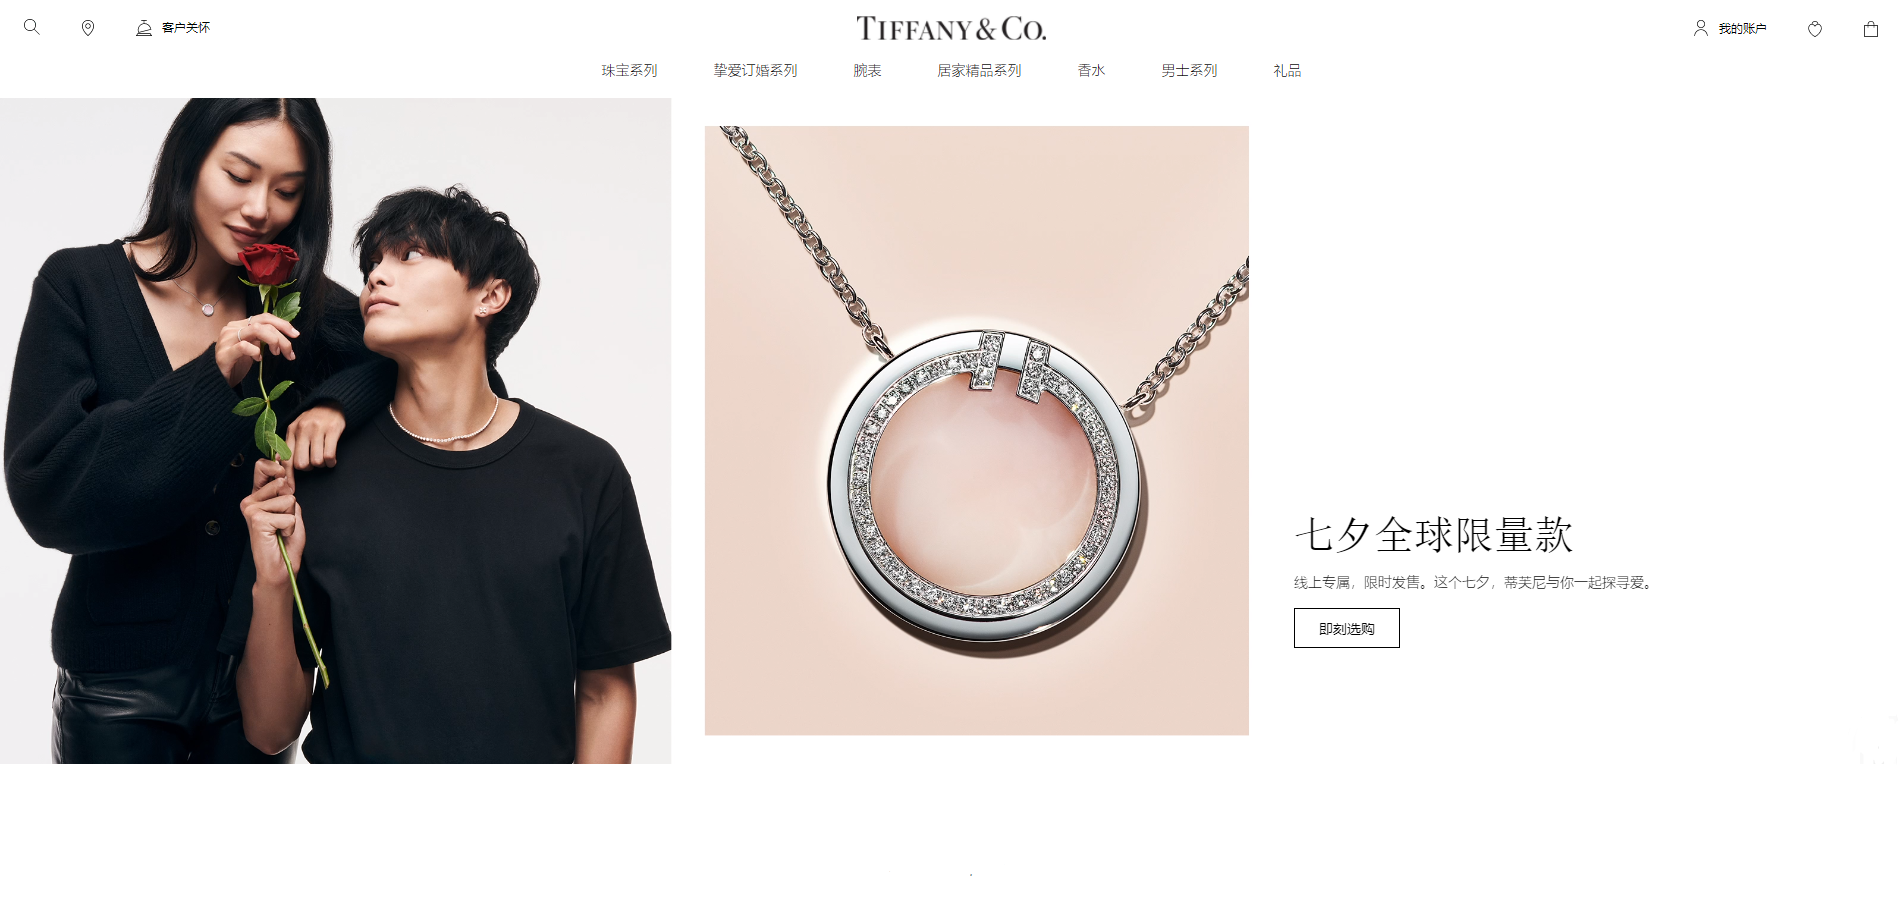 客户关怀
TIFFANY & CO.
我的账户
珠宝系列
挚爱订婚系列
腕表
居家精品系列
香水
男士系列
礼品
七夕全球限量款
线上专属，限时发售。这个七夕，蒂芙尼与你一起探寻爱。
即刻选购